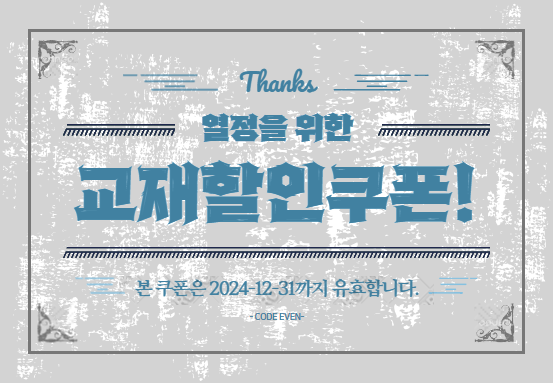 Thanks
열정을 위한
교재할인쿠폰!
본 쿠폰은 2024-12-31까지 유효합니다.
- CODE EVEN-